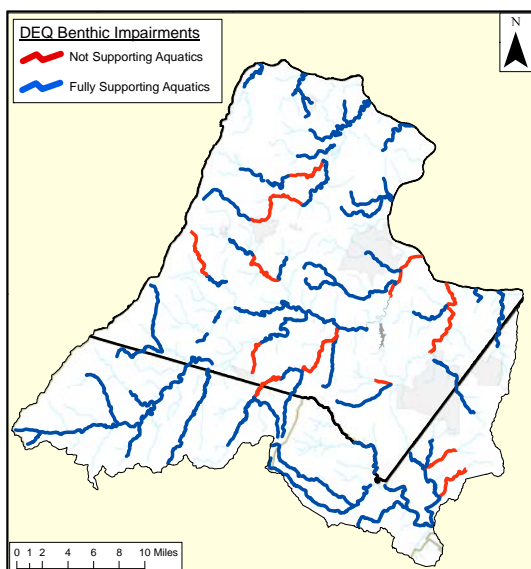 DEQ Benthic Impairments
Not Supporting Aquatics
Fully Supporting Aquatics
N
0 1 2 4 6 8 10 Miles